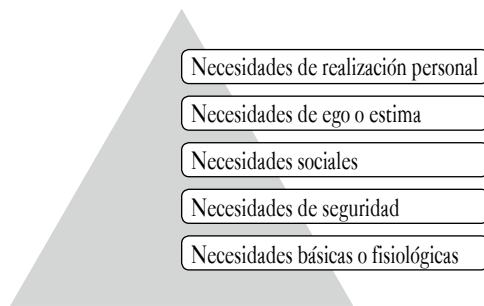 Necesidades de realización personal
Necesidades de ego o estima
Necesidades sociales
Necesidades de seguridad
Necesidades básicas o fisiológicas